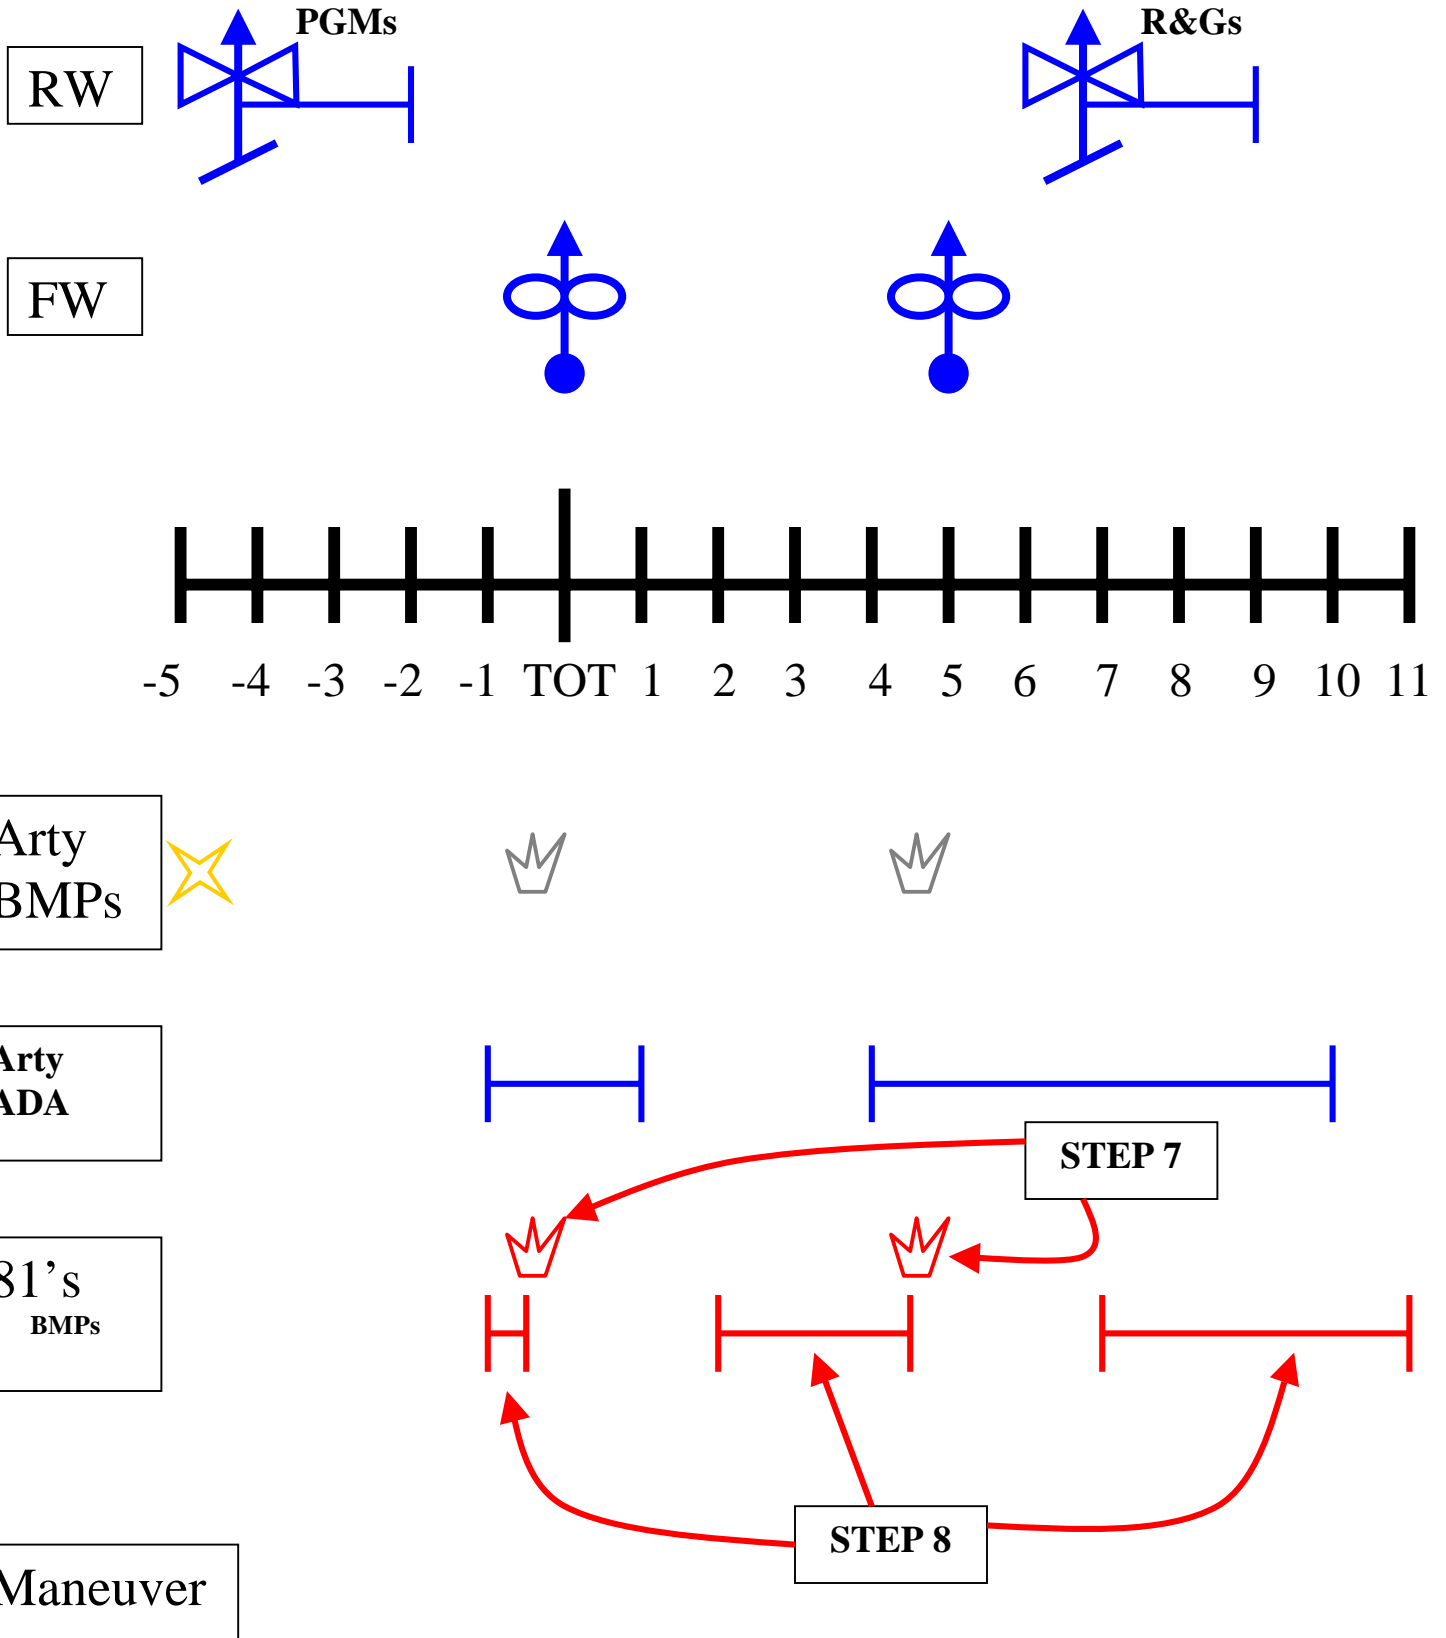 PGMs
R&Gs
RW
FW
-5 -4 -3 -2 -1 TOT 1 2 3 4 5 6 7 8 9 10 11
Arty
BMPs
Arty
ADA
STEP 7
81's
BMPs
STEP 8
Maneuver